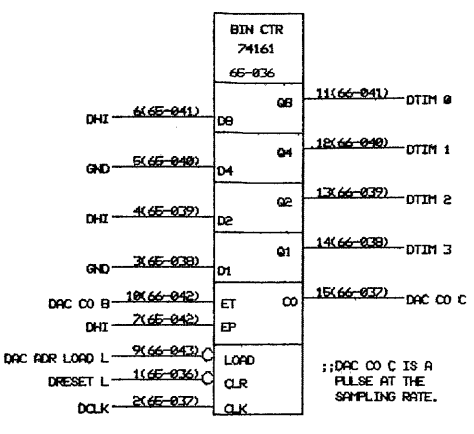 BIN CTR
74161
65-036
DHI 6(65-041) D8 Q8 11(66-041) DTIM 0
GND 5(65-040) D4 Q4 12(66-040) DTIM 1
DHI 4(65-039) D2 Q2 13(66-039) DTIM 2
GND 3(65-038) D1 Q1 14(66-038) DTIM 3
DAC CO B 10(66-042) ET CO 15(66-037) DAC CO C
DHI 7(65-042) EP
DAC ADR LOAD L 9(66-043) LOAD
DRESET L 1(65-036) CLR
DCLK 2(65-037) CLK
;;DAC CO C IS A
PULSE AT THE
SAMPLING RATE.